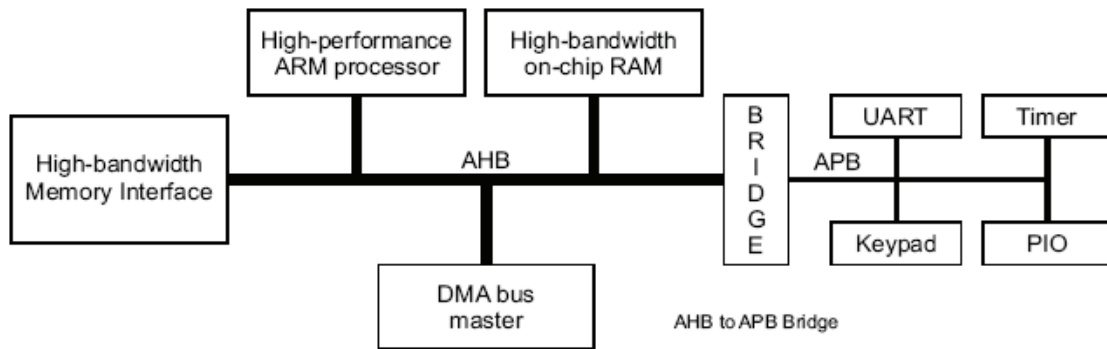 High-performance
ARM processor
High-bandwidth
on-chip RAM
High-bandwidth
Memory Interface
AHB
B
R
I
D
G
E
APB
UART
Timer
Keypad
PIO
DMA bus
master
AHB to APB Bridge